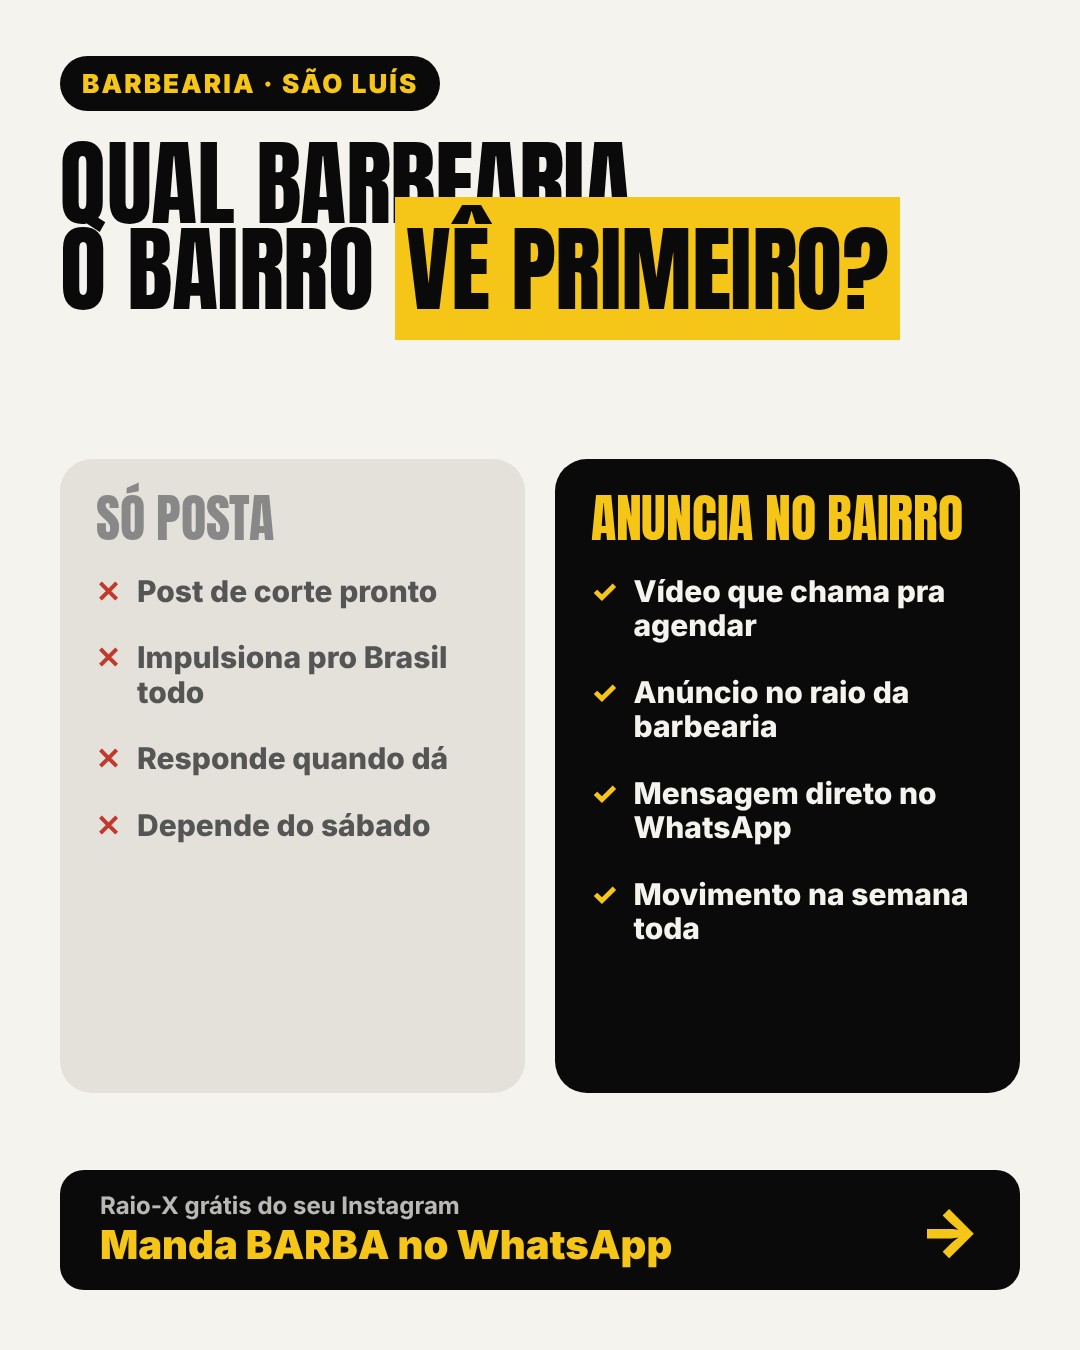 BARBEARIA · SÃO LUÍS
QUAL BARBEARIA
O BAIRRO VÊ PRIMEIRO?
SÓ POSTA
✕ Post de corte pronto
✕ Impulsiona pro Brasil
todo
✕ Responde quando dá
✕ Depende do sábado
ANUNCIA NO BAIRRO
✓ Vídeo que chama pra
agendar
✓ Anúncio no raio da
barbearia
✓ Mensagem direto no
WhatsApp
✓ Movimento na semana
toda
Raio-X grátis do seu Instagram
Manda BARBA no WhatsApp →